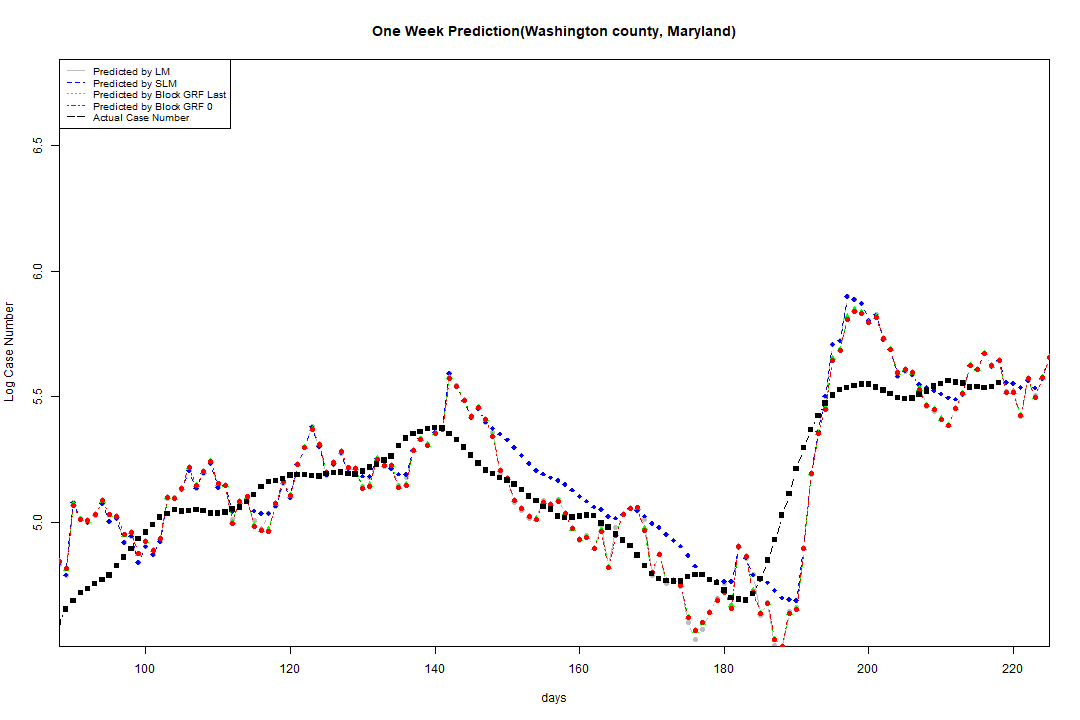 One Week Prediction(Washington county, Maryland)
Predicted by LM
Predicted by SLM
Predicted by Block GRF Last
Predicted by Block GRF 0
Actual Case Number
Log Case Number
6.5
6.0
5.5
5.0
100 120 140 160 180 200 220
days